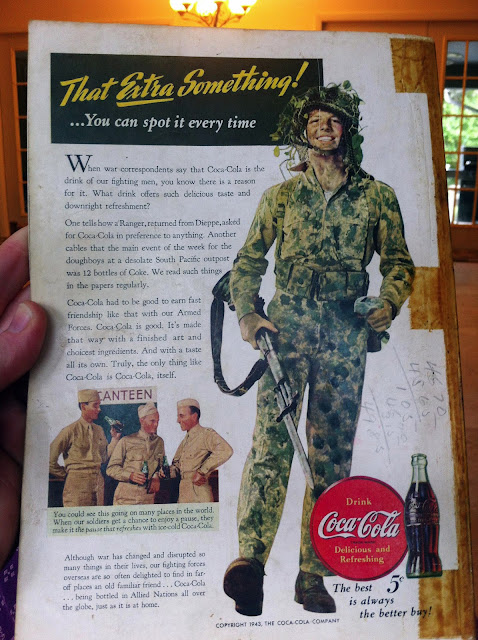 That Extra Something!
...You can spot it every time
When war correspondents say that Coca-Cola is the
drink of our fighting men, you know there is a reason
for it. What drink offers such delicious taste and
downright refreshment?
One tells how a Ranger, returned from Dieppe, asked
for Coca-Cola in preference to anything. Another
cables that the main event of the week for the
doughboys at a desolate South Pacific outpost
was 12 bottles of Coke. We read such things
in the papers regularly.
Coca-Cola had to be good to earn fast
friendship like that with our Armed
Forces. Coca-Cola is good. It's made
that way with a finished art and
choicest ingredients. And with a taste
all its own. Truly, the only thing like
Coca-Cola is Coca-Cola, itself.
CANTEEN
You could see this going on many places in the world.
When our soldiers get a chance to enjoy a pause, they
make it the pause that refreshes with ice-cold Coca-Cola.
Although war has changed and disrupted so
many things in their lives, our fighting forces
overseas are so often delighted to find in far-
off places an old familiar friend . . . Coca-Cola
. . . being bottled in Allied Nations all over
the globe, just as it is at home.
Drink
Coca-Cola
Delicious and
Refreshing
5¢
The best
is always
the better buy!
COPYRIGHT 1943, THE COCA-COLA COMPANY